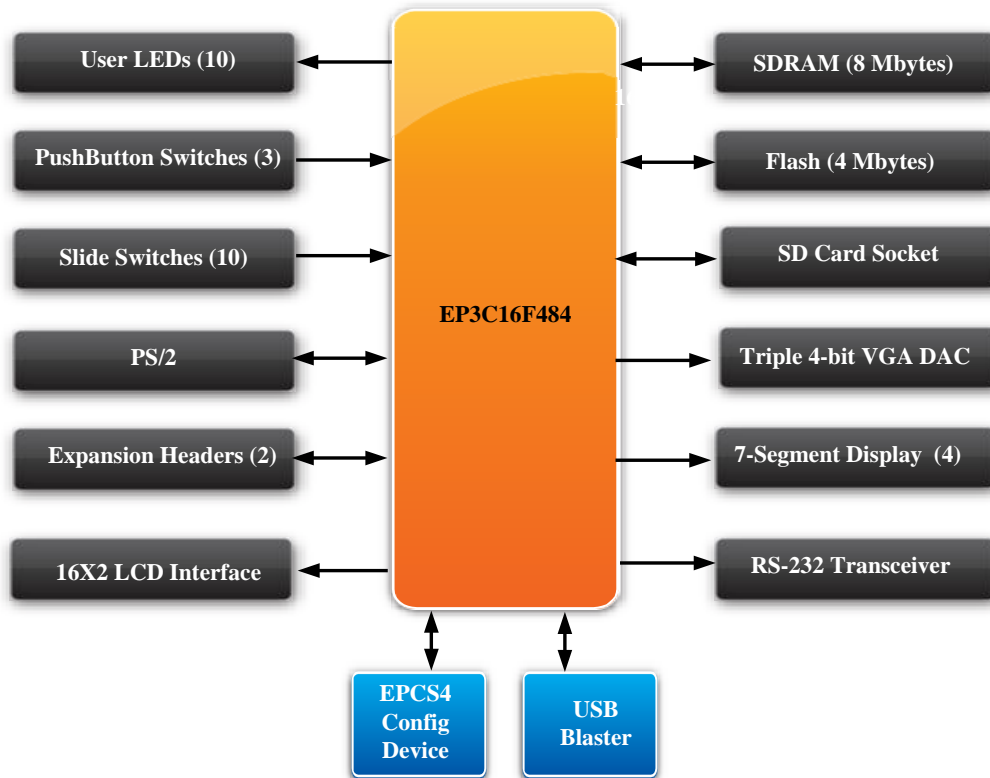 User LEDs (10)
PushButton Switches (3)
Slide Switches (10)
PS/2
Expansion Headers (2)
16X2 LCD Interface
EP3C16F484
SDRAM (8 Mbytes)
Flash (4 Mbytes)
SD Card Socket
Triple 4-bit VGA DAC
7-Segment Display (4)
RS-232 Transceiver
EPCS4
Config
Device
USB
Blaster